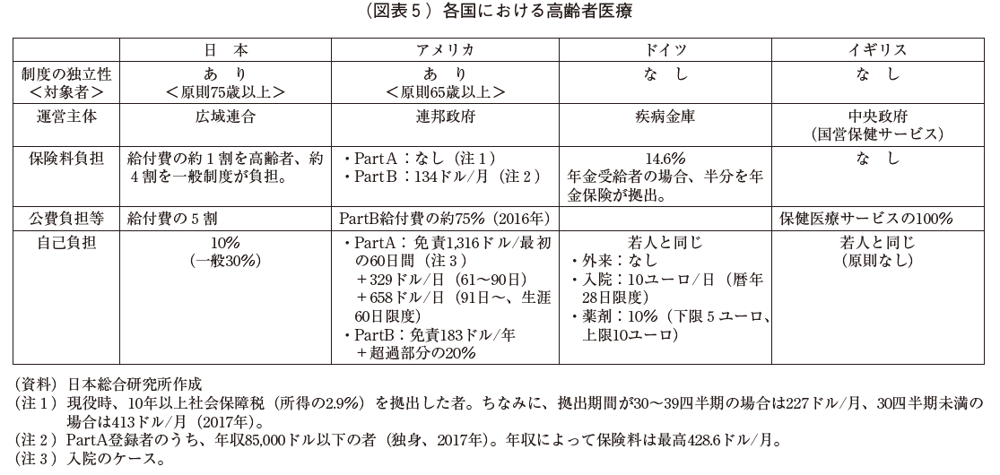 （図表５）各国における高齢者医療
日　本
アメリカ
ドイツ
イギリス
制度の独立性
＜対象者＞
あ　り
＜原則75歳以上＞
あ　り
＜原則65歳以上＞
な　し
な　し
運営主体
広域連合
連邦政府
疾病金庫
中央政府
（国営保健サービス）
保険料負担
給付費の約１割を高齢者、約
４割を一般制度が負担。
・PartＡ：なし（注１）
・PartＢ：134ドル/月（注２）
14.6％
年金受給者の場合、半分を年
金保険が拠出。
な　し
公費負担等
給付費の５割
PartB給付費の約75％（2016年）
保健医療サービスの100％
自己負担
10％
（一般30％）
・PartA：免責1,316ドル/最初
の60日間（注３）
＋329ドル/日（61～90日）
＋658ドル/日（91日～、生涯
60日限度）
・PartB：免責183ドル/年
＋超過部分の20％
若人と同じ
・外来：なし
・入院：10ユーロ/日（暦年
28日限度）
・薬剤：10％（下限５ユーロ、
上限10ユーロ）
若人と同じ
（原則なし）
（資料）日本総合研究所作成
（注１）現役時、10年以上社会保障税（所得の2.9％）を拠出した者。ちなみに、拠出期間が30～39四半期の場合は227ドル/月、30四半期未満の
場合は413ドル/月（2017年）。
（注２）PartA登録者のうち、年収85,000ドル以下の者（独身、2017年）。年収によって保険料は最高428.6ドル/月。
（注３）入院のケース。